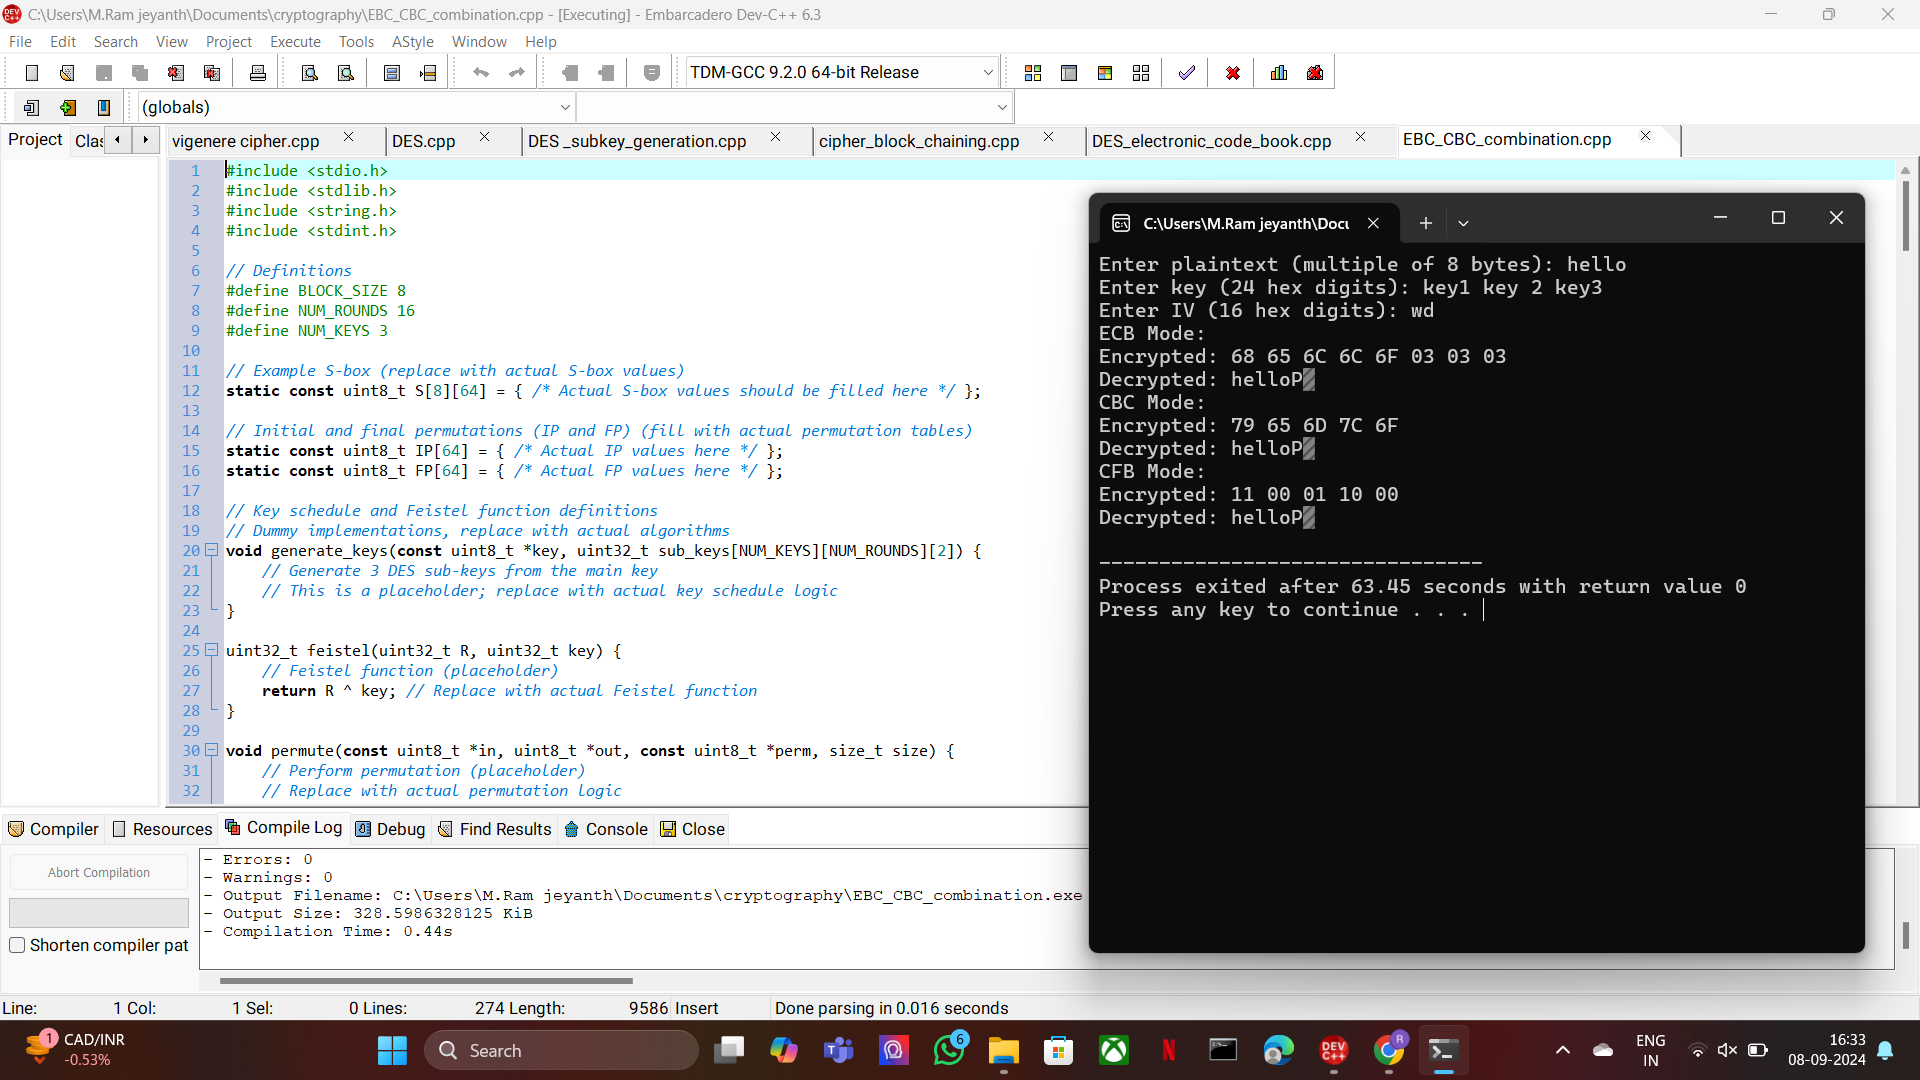 C:\Users\M.Ram jeyanth\Documents\cryptography\EBC_CBC_combination.cpp - [Executing] - Embarcadero Dev-C++ 6.3
File Edit Search View Project Execute Tools AStyle Window Help
TDM-GCC 9.2.0 64-bit Release
(globals)
Project Clas vigenere cipher.cpp DES.cpp DES _subkey_generation.cpp cipher_block_chaining.cpp DES_electronic_code_book.cpp EBC_CBC_combination.cpp
1 #include <stdio.h>
2 #include <stdlib.h>
3 #include <string.h>
4 #include <stdint.h>
5
6 // Definitions
7 #define BLOCK_SIZE 8
8 #define NUM_ROUNDS 16
9 #define NUM_KEYS 3
10
11 // Example S-box (replace with actual S-box values)
12 static const uint8_t S[8][64] = { /* Actual S-box values should be filled here */ };
13
14 // Initial and final permutations (IP and FP) (fill with actual permutation tables)
15 static const uint8_t IP[64] = { /* Actual IP values here */ };
16 static const uint8_t FP[64] = { /* Actual FP values here */ };
17
18 // Key schedule and Feistel function definitions
19 // Dummy implementations, replace with actual algorithms
20 void generate_keys(const uint8_t *key, uint32_t sub_keys[NUM_KEYS][NUM_ROUNDS][2]) {
21 // Generate 3 DES sub-keys from the main key
22 // This is a placeholder; replace with actual key schedule logic
23 }
24
25 uint32_t feistel(uint32_t R, uint32_t key) {
26 // Feistel function (placeholder)
27 return R ^ key; // Replace with actual Feistel function
28 }
29
30 void permute(const uint8_t *in, uint8_t *out, const uint8_t *perm, size_t size) {
31 // Perform permutation (placeholder)
32 // Replace with actual permutation logic
C:\Users\M.Ram jeyanth\Docu
Enter plaintext (multiple of 8 bytes): hello
Enter key (24 hex digits): key1 key 2 key3
Enter IV (16 hex digits): wd
ECB Mode:
Encrypted: 68 65 6C 6C 6F 03 03 03
Decrypted: helloP▒
CBC Mode:
Encrypted: 79 65 6D 7C 6F
Decrypted: helloP▒
CFB Mode:
Encrypted: 11 00 01 10 00
Decrypted: helloP▒
--------------------------------
Process exited after 63.45 seconds with return value 0
Press any key to continue . . .
Compiler Resources Compile Log Debug Find Results Console Close
Abort Compilation
Shorten compiler pat
- Errors: 0
- Warnings: 0
- Output Filename: C:\Users\M.Ram jeyanth\Documents\cryptography\EBC_CBC_combination.exe
- Output Size: 328.5986328125 KiB
- Compilation Time: 0.44s
Line: 1 Col: 1 Sel: 0 Lines: 274 Length: 9586 Insert Done parsing in 0.016 seconds
1 CAD/INR
-0.53%
Search
6
DEV C++
R
ENG
IN
16:33
08-09-2024